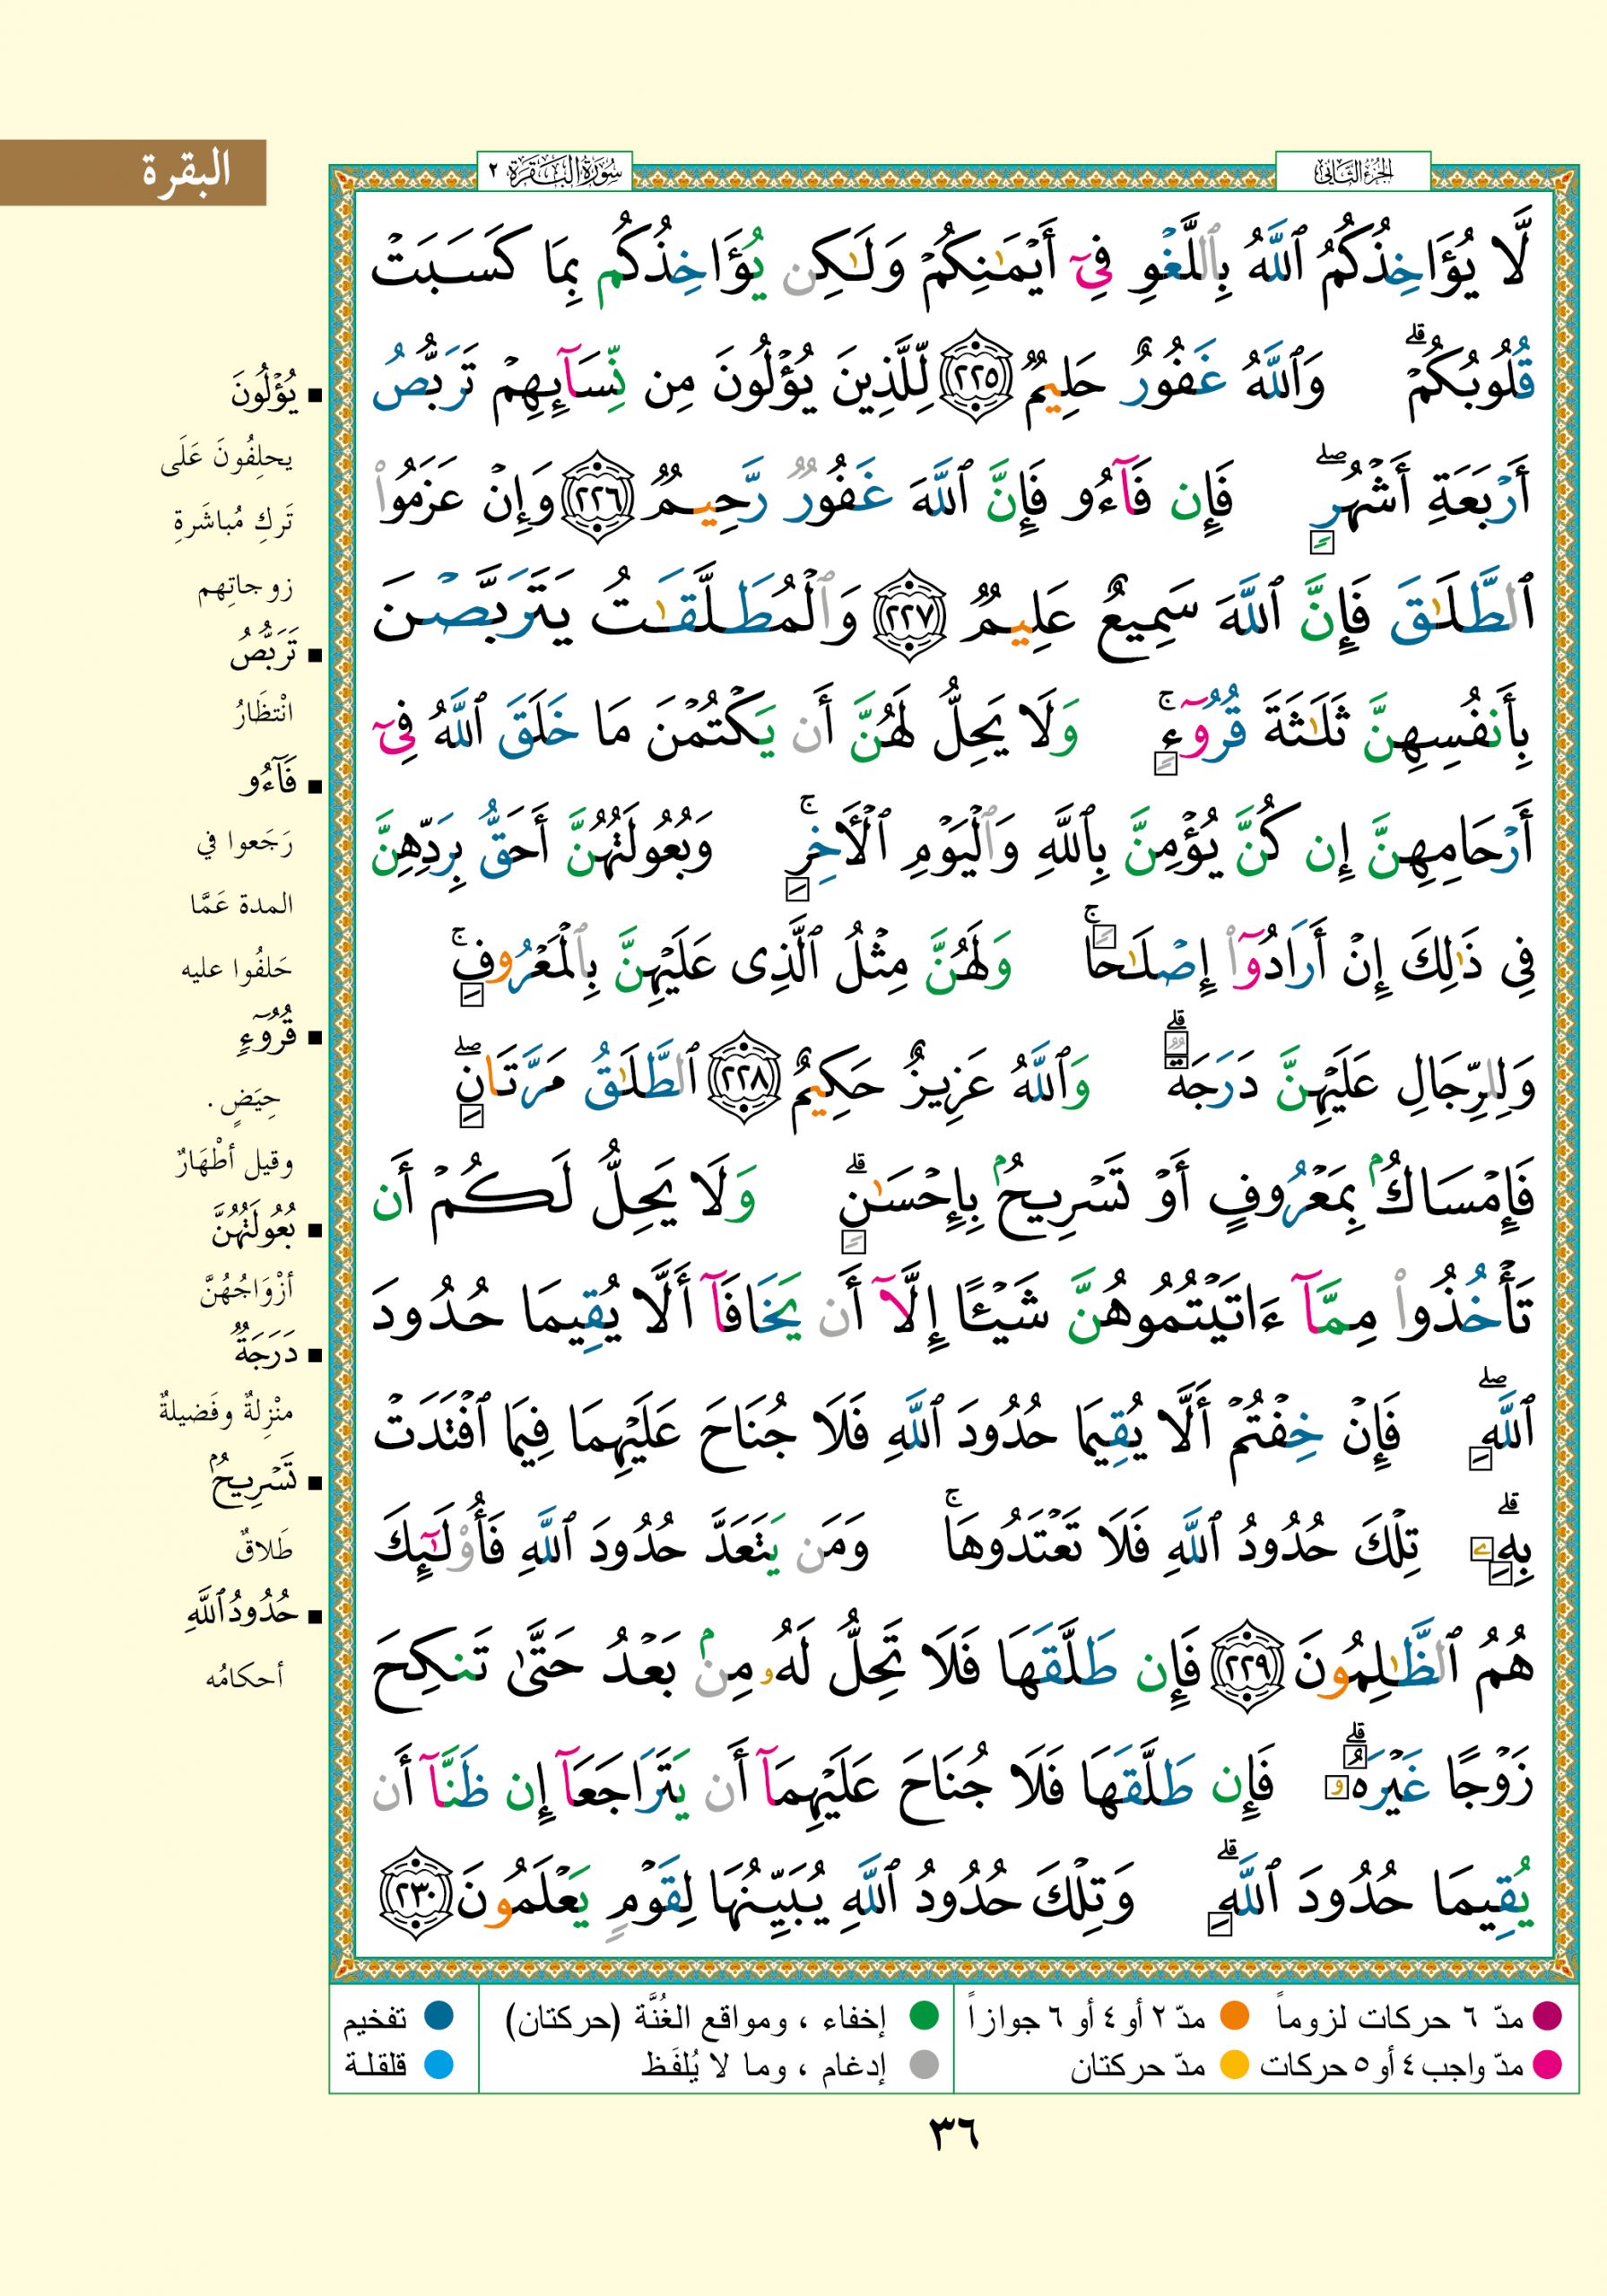 البقرة
الجزء الثاني
سورة البقرة ٢
لَّا يُؤَاخِذُكُمُ ٱللَّهُ بِٱللَّغْوِ فِىٓ أَيْمَـٰنِكُمْ وَلَـٰكِن يُؤَاخِذُكُم بِمَا كَسَبَتْ
قُلُوبُكُمْ ۗ وَٱللَّهُ غَفُورٌ حَلِيمٌ ٢٢٥ لِّلَّذِينَ يُؤْلُونَ مِن نِّسَآئِهِمْ تَرَبُّصُ
أَرْبَعَةِ أَشْهُرٍ ۖ فَإِن فَآءُو فَإِنَّ ٱللَّهَ غَفُورٌ رَّحِيمٌ ٢٢٦ وَإِنْ عَزَمُوا۟
ٱلطَّلَـٰقَ فَإِنَّ ٱللَّهَ سَمِيعٌ عَلِيمٌ ٢٢٧ وَٱلْمُطَلَّقَـٰتُ يَتَرَبَّصْنَ
بِأَنفُسِهِنَّ ثَلَـٰثَةَ قُرُوٓءٍ ۚ وَلَا يَحِلُّ لَهُنَّ أَن يَكْتُمْنَ مَا خَلَقَ ٱللَّهُ فِىٓ
أَرْحَامِهِنَّ إِن كُنَّ يُؤْمِنَّ بِٱللَّهِ وَٱلْيَوْمِ ٱلْأَخِرِ ۚ وَبُعُولَتُهُنَّ أَحَقُّ بِرَدِّهِنَّ
فِى ذَٰلِكَ إِنْ أَرَادُوٓا۟ إِصْلَـٰحًا ۚ وَلَهُنَّ مِثْلُ ٱلَّذِى عَلَيْهِنَّ بِٱلْمَعْرُوفِ ۚ
وَلِلرِّجَالِ عَلَيْهِنَّ دَرَجَةٌ ۗ وَٱللَّهُ عَزِيزٌ حَكِيمٌ ٢٢٨ ٱلطَّلَـٰقُ مَرَّتَانِ ۖ
فَإِمْسَاكٌۢ بِمَعْرُوفٍ أَوْ تَسْرِيحٌۢ بِإِحْسَـٰنٍ ۗ وَلَا يَحِلُّ لَكُمْ أَن
تَأْخُذُوا۟ مِمَّآ ءَاتَيْتُمُوهُنَّ شَيْـًٔا إِلَّآ أَن يَخَافَآ أَلَّا يُقِيمَا حُدُودَ
ٱللَّهِ ۖ فَإِنْ خِفْتُمْ أَلَّا يُقِيمَا حُدُودَ ٱللَّهِ فَلَا جُنَاحَ عَلَيْهِمَا فِيمَا ٱفْتَدَتْ
بِهِۦ ۗ تِلْكَ حُدُودُ ٱللَّهِ فَلَا تَعْتَدُوهَا ۚ وَمَن يَتَعَدَّ حُدُودَ ٱللَّهِ فَأُو۟لَـٰٓئِكَ
هُمُ ٱلظَّـٰلِمُونَ ٢٢٩ فَإِن طَلَّقَهَا فَلَا تَحِلُّ لَهُۥ مِنۢ بَعْدُ حَتَّىٰ تَنكِحَ
زَوْجًا غَيْرَهُۥ ۗ فَإِن طَلَّقَهَا فَلَا جُنَاحَ عَلَيْهِمَآ أَن يَتَرَاجَعَآ إِن ظَنَّآ أَن
يُقِيمَا حُدُودَ ٱللَّهِ ۗ وَتِلْكَ حُدُودُ ٱللَّهِ يُبَيِّنُهَا لِقَوْمٍ يَعْلَمُونَ ٢٣٠
▪ يُؤْلُونَ
يحلِفُونَ عَلَى
تَركِ مُباشَرةِ
زوجاتِهم
▪ تَرَبُّصُ
انْتظَارُ
▪ فَآءُو
رَجَعوا في
المدة عَمَّا
حَلفُوا عليه
▪ قُرُوٓءٍ
حِيَضٍ .
وقيل أطْهَارٌ
▪ بُعُولَتُهُنَّ
أزْوَاجُهُنَّ
▪ دَرَجَةٌ
منْزِلةٌ وفَضيلةٌ
▪ تَسْرِيحٌۢ
طَلاقٌ
▪ حُدُودُ ٱللَّهِ
أحكامُه
مدّ ٦ حركات لزوماً مدّ ٢ أو ٤ أو ٦ جوازاً إخفاء ، ومواقع الغُنَّة (حركتان) تفخيم
مدّ واجب ٤ أو ٥ حركات مدّ حركتان إدغام ، وما لا يُلفَظ قلقلة
٣٦